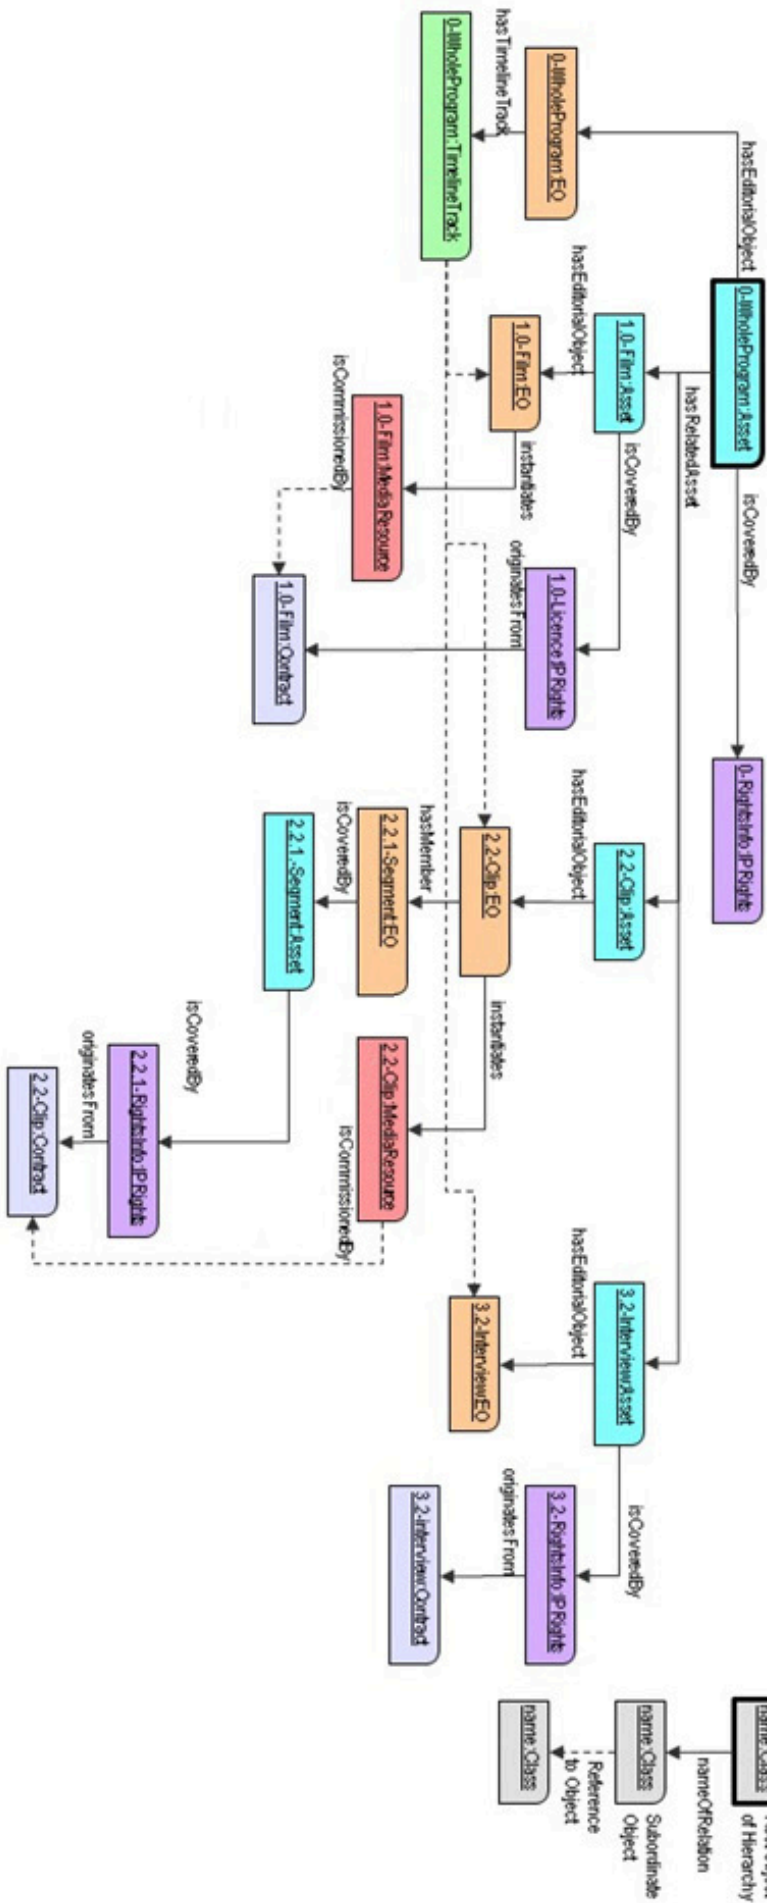 0-WholeProgram:Asset
hasEditorialObject
isCoveredBy
0-RightsInfo:IPRights
hasRelatedAsset
0-WholeProgram:EO
hasTimelineTrack
0-WholeProgram:TimelineTrack
1.0-Film:Asset
hasEditorialObject
isCoveredBy
1.0-Film:EO
instantiates
1.0-Licence:IPRights
originatesFrom
1.0-Film:MediaResource
isCommissionedBy
1.0-Film:Contract
2.2-Clip:Asset
hasEditorialObject
2.2-Clip:EO
instantiates
hasMember
2.2.1-Segment:EO
isCoveredBy
2.2.1.-Segment:Asset
isCoveredBy
2.2-Clip:MediaResource
isCommissionedBy
2.2.1-RightsInfo:IPRights
originatesFrom
2.2-Clip:Contract
3.2-Interview:Asset
hasEditorialObject
isCoveredBy
3.2-Interview:EO
3.2-RightsInfo:IPRights
originatesFrom
3.2-Interview:Contract
name:Class
of Hierarchy
nameOfRelation
name:Class
Subordinate
Object
Reference
to Object
name:Class